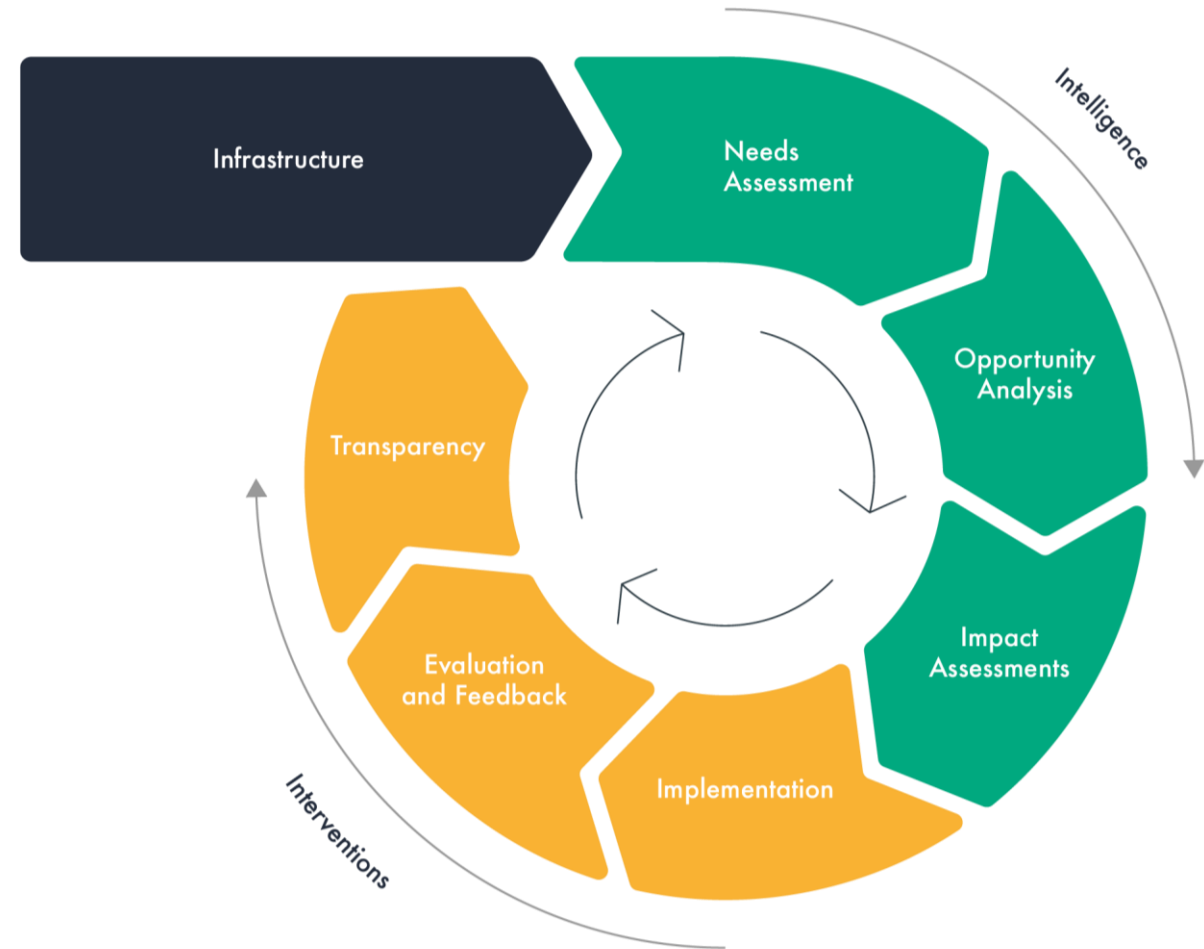 Infrastructure
Needs
Assessment
Intelligence
Opportunity
Analysis
Impact
Assessments
Implementation
Evaluation
and Feedback
Transparency
Interventions